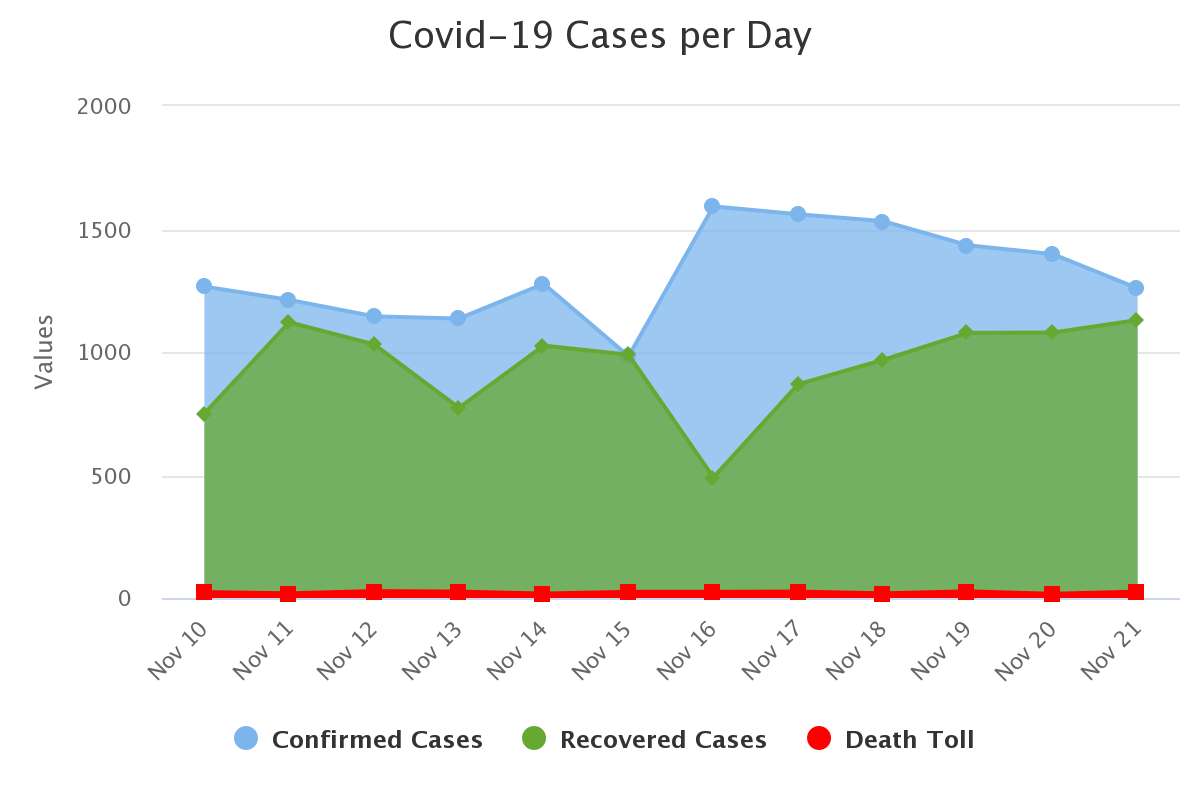 Covid-19 Cases per Day
2000
1500
1000
500
0
Values
Nov 10
Nov 11
Nov 12
Nov 13
Nov 14
Nov 15
Nov 16
Nov 17
Nov 18
Nov 19
Nov 20
Nov 21
Confirmed Cases
Recovered Cases
Death Toll